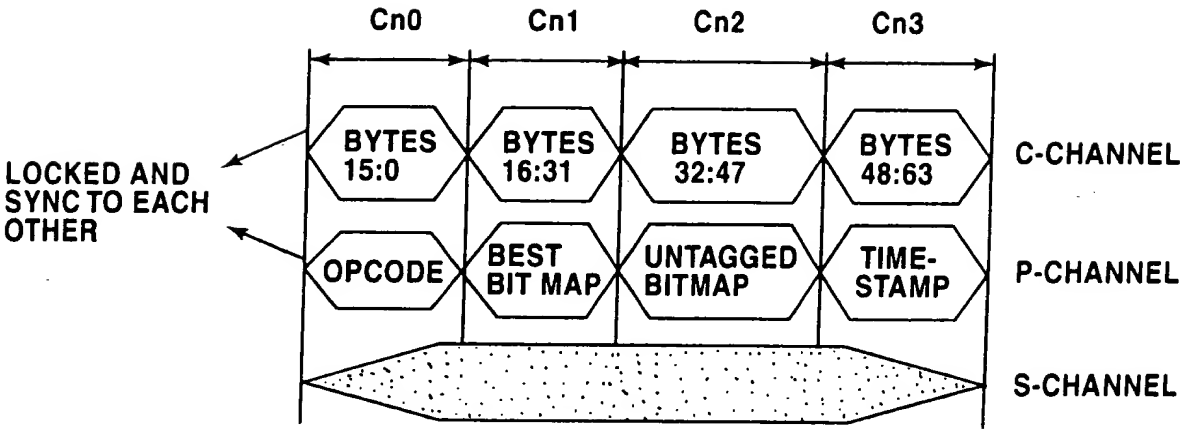 Cn0 Cn1 Cn2 Cn3
BYTES
15:0
BYTES
16:31
BYTES
32:47
BYTES
48:63
C-CHANNEL
LOCKED AND
SYNC TO EACH
OTHER
OPCODE
BEST
BIT MAP
UNTAGGED
BITMAP
TIME-
STAMP
P-CHANNEL
S-CHANNEL